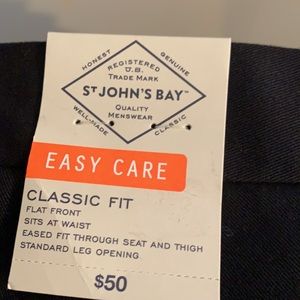 HONEST
GENUINE
REGISTERED
U.S.
TRADE MARK
ST JOHN'S BAY™
QUALITY
MENSWEAR
WELL-MADE
CLASSIC
EASY CARE
CLASSIC FIT
FLAT FRONT
SITS AT WAIST
EASED FIT THROUGH SEAT AND THIGH
STANDARD LEG OPENING
$50